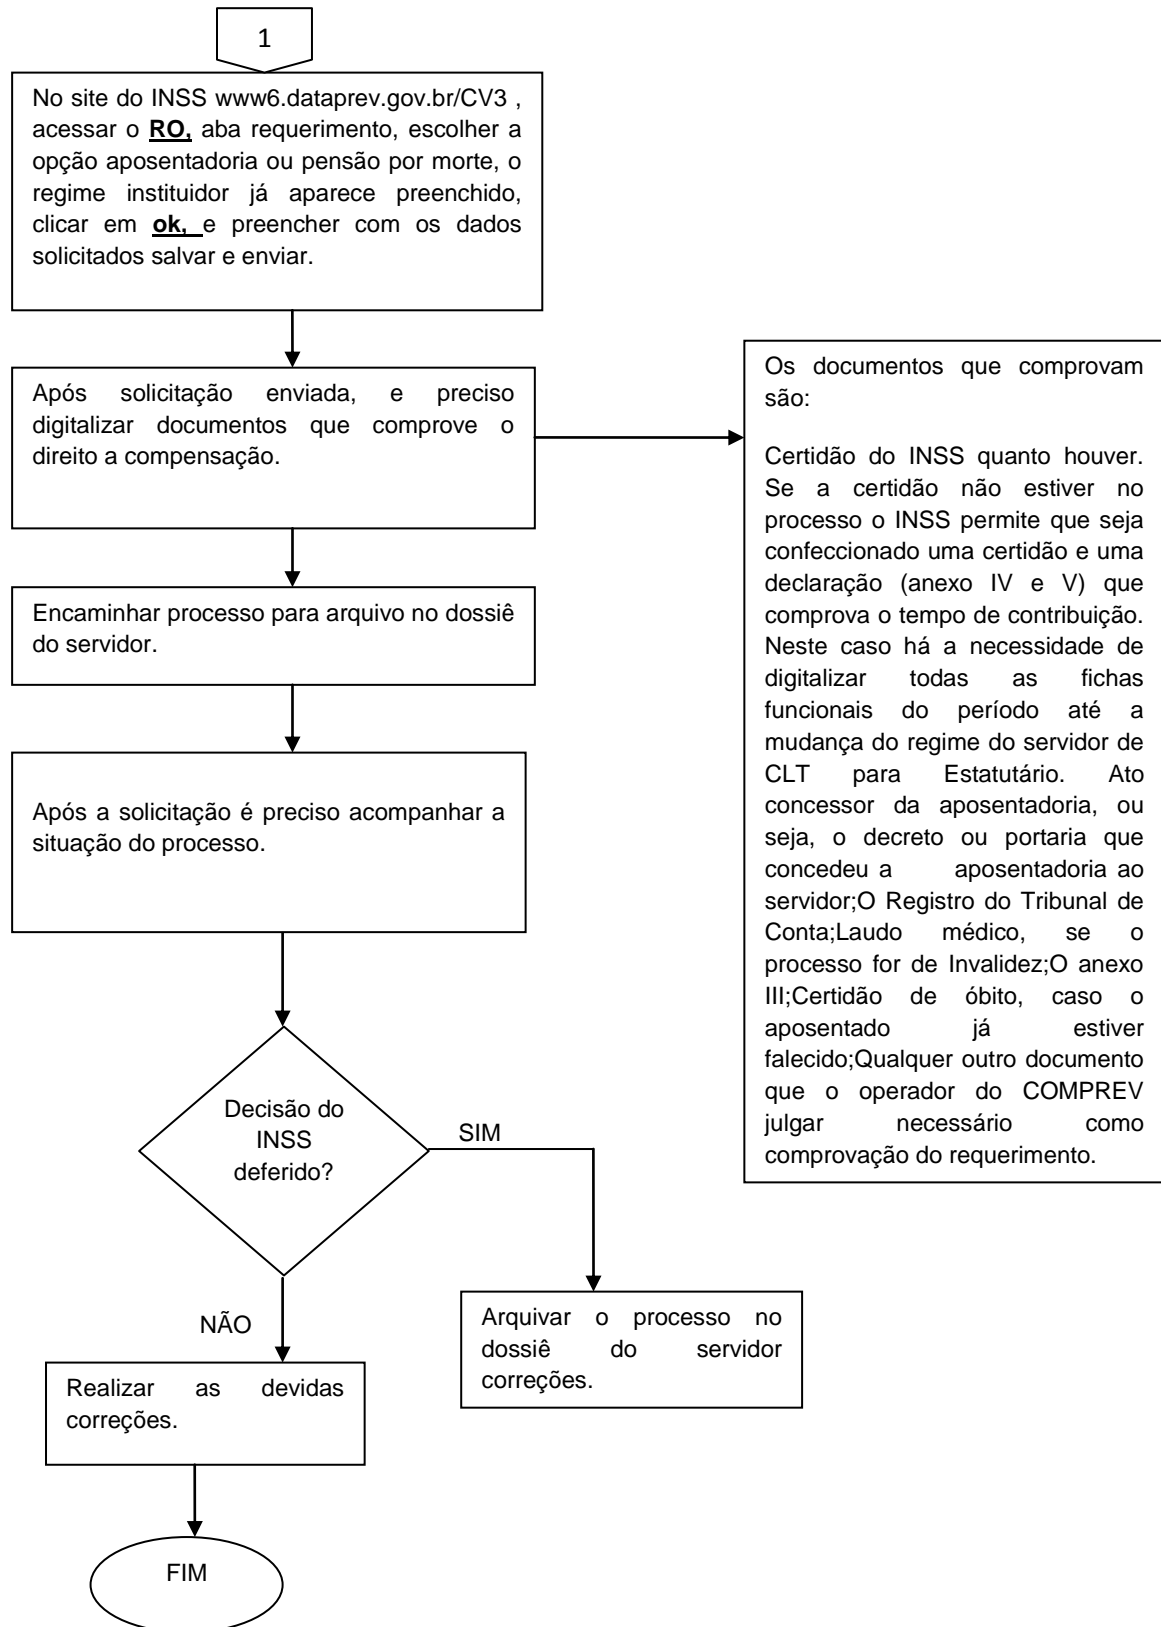 1
No site do INSS www6.dataprev.gov.br/CV3 ,
acessar o RO, aba requerimento, escolher a
opção aposentadoria ou pensão por morte, o
regime instituidor já aparece preenchido,
clicar em ok, e preencher com os dados
solicitados salvar e enviar.
Após solicitação enviada, e preciso
digitalizar documentos que comprove o
direito a compensação.
Os documentos que comprovam
são:
Certidão do INSS quanto houver.
Se a certidão não estiver no
processo o INSS permite que seja
confeccionado uma certidão e uma
declaração (anexo IV e V) que
comprova o tempo de contribuição.
Neste caso há a necessidade de
digitalizar todas as fichas
funcionais do período até a
mudança do regime do servidor de
CLT para Estatutário. Ato
concessor da aposentadoria, ou
seja, o decreto ou portaria que
concedeu a aposentadoria ao
servidor;O Registro do Tribunal de
Conta;Laudo médico, se o
processo for de Invalidez;O anexo
III;Certidão de óbito, caso o
aposentado já estiver
falecido;Qualquer outro documento
que o operador do COMPREV
julgar necessário como
comprovação do requerimento.
Encaminhar processo para arquivo no dossiê
do servidor.
Após a solicitação é preciso acompanhar a
situação do processo.
Decisão do
INSS
deferido?
SIM
NÃO
Arquivar o processo no
dossiê do servidor
correções.
Realizar as devidas
correções.
FIM